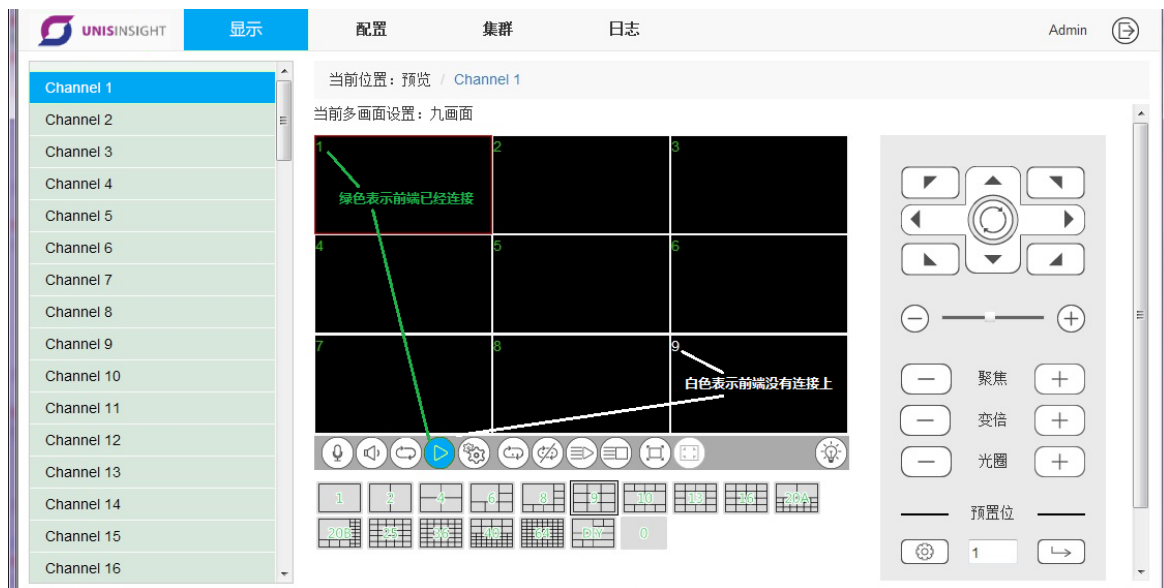 UNISINSIGHT 显示 配置 集群 日志 Admin
Channel 1
Channel 2
Channel 3
Channel 4
Channel 5
Channel 6
Channel 7
Channel 8
Channel 9
Channel 10
Channel 11
Channel 12
Channel 13
Channel 14
Channel 15
Channel 16
当前位置：预览 / Channel 1
当前多画面设置：九画面
1 2 3
绿色表示前端已经连接
4 5 6
7 8 9
白色表示前端没有连接上
1 2 4 6 8 9 10 13 16 20A
20B 25 36 40 64 DIY 0
聚焦
变倍
光圈
预置位
1